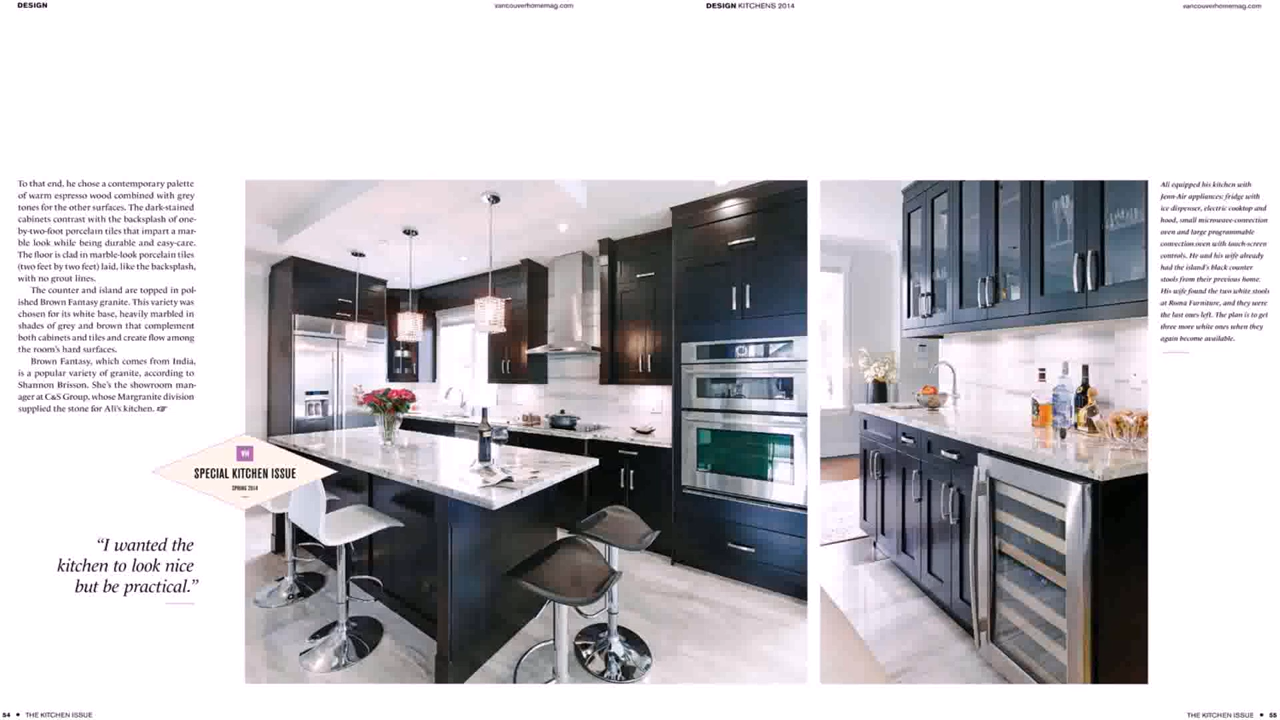 DESIGN
vancouverhomemag.com
DESIGN KITCHENS 2014
vancouverhomemag.com
To that end, he chose a contemporary palette
of warm espresso wood combined with grey
tones for the other surfaces. The dark-stained
cabinets contrast with the backsplash of one-
by-two-foot porcelain tiles that impart a mar-
ble look while being durable and easy-care.
The floor is clad in marble-look porcelain tiles
(two feet by two feet) laid, like the backsplash,
with no grout lines.
The counter and island are topped in pol-
ished Brown Fantasy granite. This variety was
chosen for its white base, heavily marbled in
shades of grey and brown that complement
both cabinets and tiles and create flow among
the room's hard surfaces.
Brown Fantasy, which comes from India,
is a popular variety of granite, according to
Shannon Brisson. She's the showroom man-
ager at C&S Group, whose Margranite division
supplied the stone for Ali's kitchen.
VH
SPECIAL KITCHEN ISSUE
SPRING 2014
“I wanted the
kitchen to look nice
but be practical.”
Ali equipped his kitchen with
Jenn-Air appliances: fridge with
ice dispenser, electric cooktop and
hood, small microwave-convection
oven and large programmable
convection oven with touch-screen
controls. He and his wife already
had the island's black counter
stools from their previous home.
His wife found the two white stools
at Roma Furniture, and they were
the last ones left. The plan is to get
three more white ones when they
again become available.
54 • THE KITCHEN ISSUE
THE KITCHEN ISSUE • 55